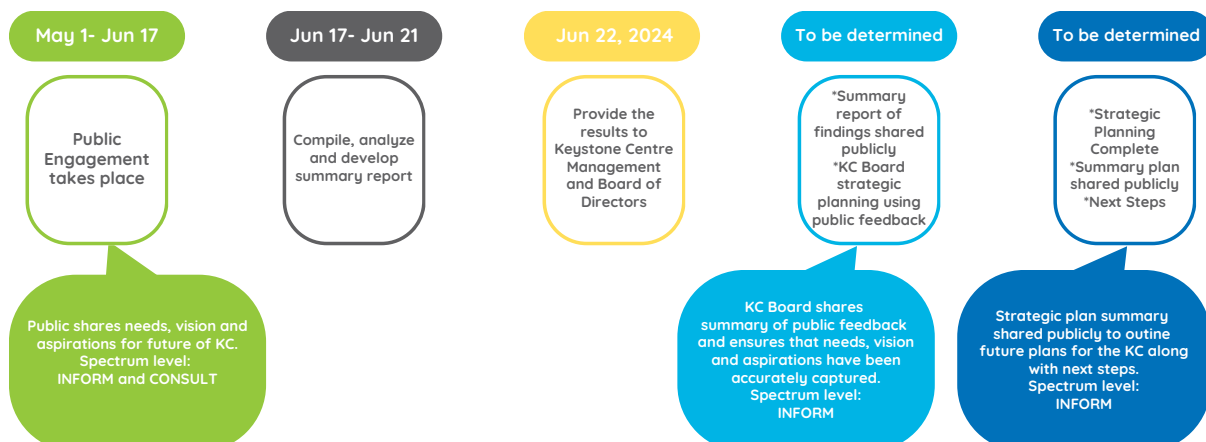 May 1- Jun 17
Jun 17- Jun 21
Jun 22, 2024
To be determined
To be determined
Public
Engagement
takes place
Compile, analyze
and develop
summary report
Provide the
results to
Keystone Centre
Management
and Board of
Directors
*Summary
report of
findings shared
publicly
*KC Board
strategic
planning using
public feedback
*Strategic
Planning
Complete
*Summary plan
shared publicly
*Next Steps
Public shares needs, vision and
aspirations for future of KC.
Spectrum level:
INFORM and CONSULT
KC Board shares
summary of public feedback
and ensures that needs, vision
and aspirations have been
accurately captured.
Spectrum level:
INFORM
Strategic plan summary
shared publicly to outine
future plans for the KC along
with next steps.
Spectrum level:
INFORM